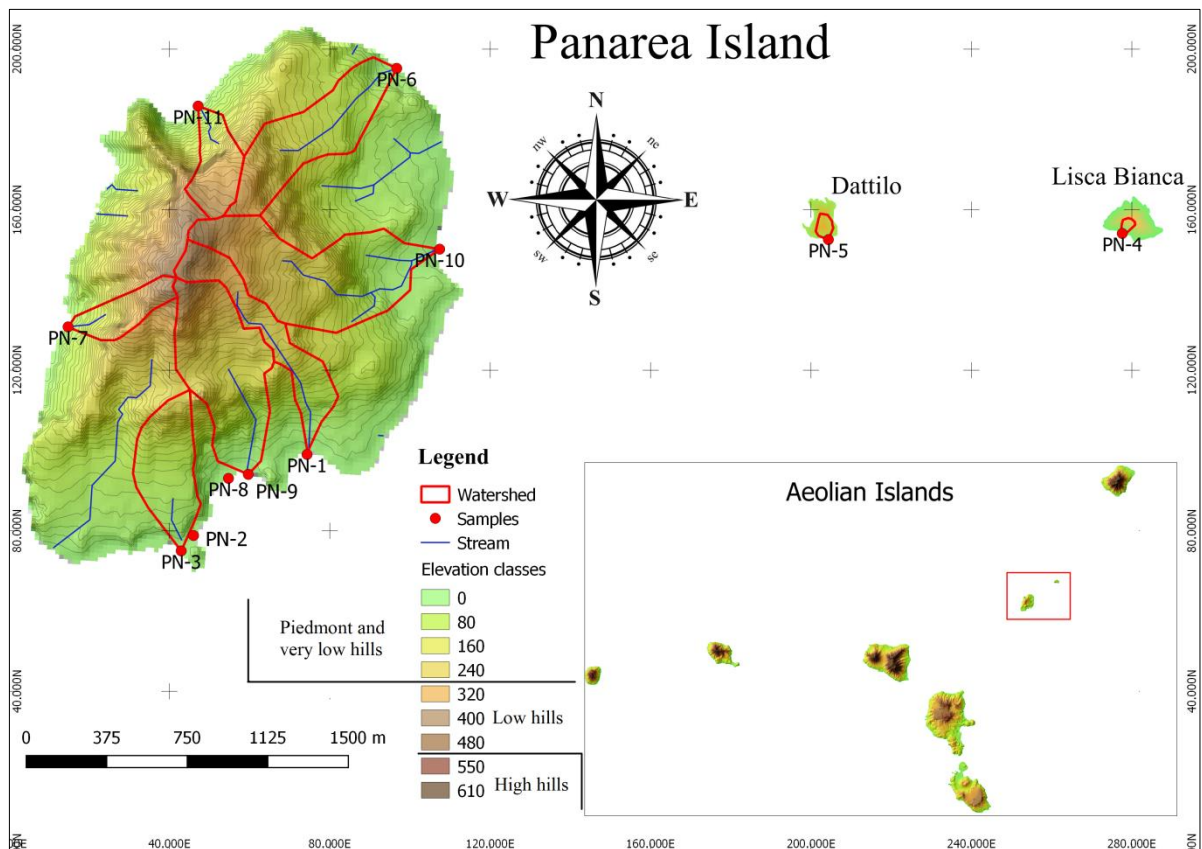 Panarea Island
200.000N
200.000N
PN-6
PN-11
N
nw
ne
W
E
sw
se
S
Dattilo
Lisca Bianca
160.000N
160.000N
PN-5
PN-4
PN-10
PN-7
120.000N
120.000N
PN-1
PN-8
PN-9
PN-2
PN-3
80.000N
80.000N
Legend
Watershed
Samples
Stream
Elevation classes
0
80
160
240
320
400
480
550
610
Piedmont and
very low hills
Low hills
High hills
Aeolian Islands
40.000N
40.000N
0 375 750 1125 1500 m
40.000E 80.000E 120.000E 160.000E 200.000E 240.000E 280.000E